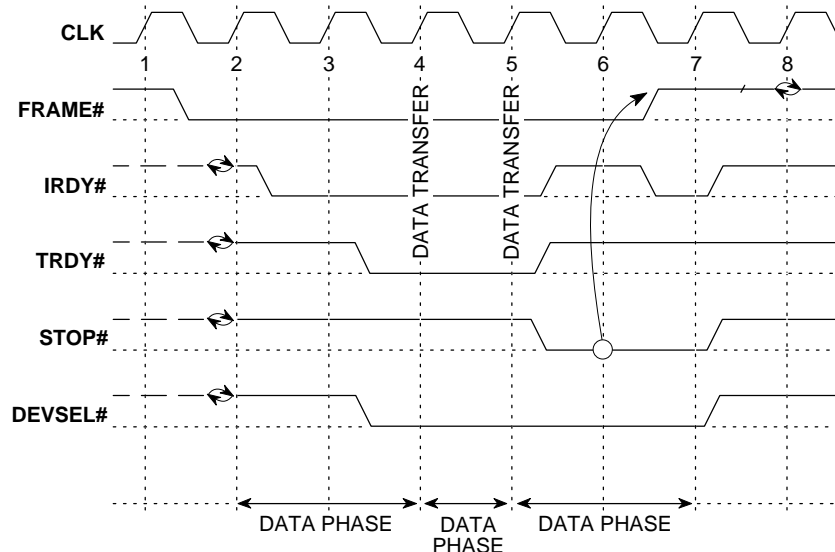 CLK
1 2 3 4 5 6 7 8
FRAME#
IRDY#
TRDY#
STOP#
DEVSEL#
DATA TRANSFER
DATA TRANSFER
DATA PHASE
DATA
PHASE
DATA PHASE